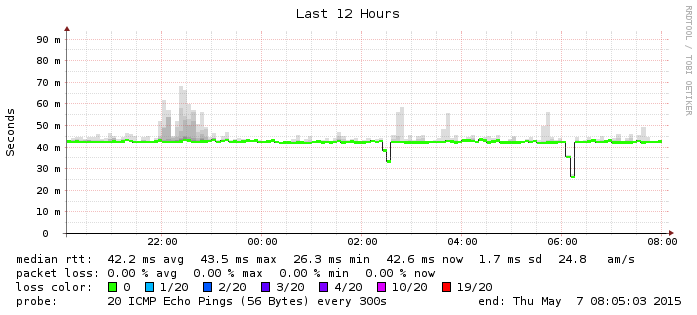 Last 12 Hours
RRDTOOL / TOBI OETIKER
Seconds
90 m
80 m
70 m
60 m
50 m
40 m
30 m
20 m
10 m
0
22:00 00:00 02:00 04:00 06:00 08:00
median rtt: 42.2 ms avg 43.5 ms max 26.3 ms min 42.6 ms now 1.7 ms sd 24.8 am/s
packet loss: 0.00 % avg 0.00 % max 0.00 % min 0.00 % now
loss color: 0 1/20 2/20 3/20 4/20 10/20 19/20
probe: 20 ICMP Echo Pings (56 Bytes) every 300s end: Thu May 7 08:05:03 2015